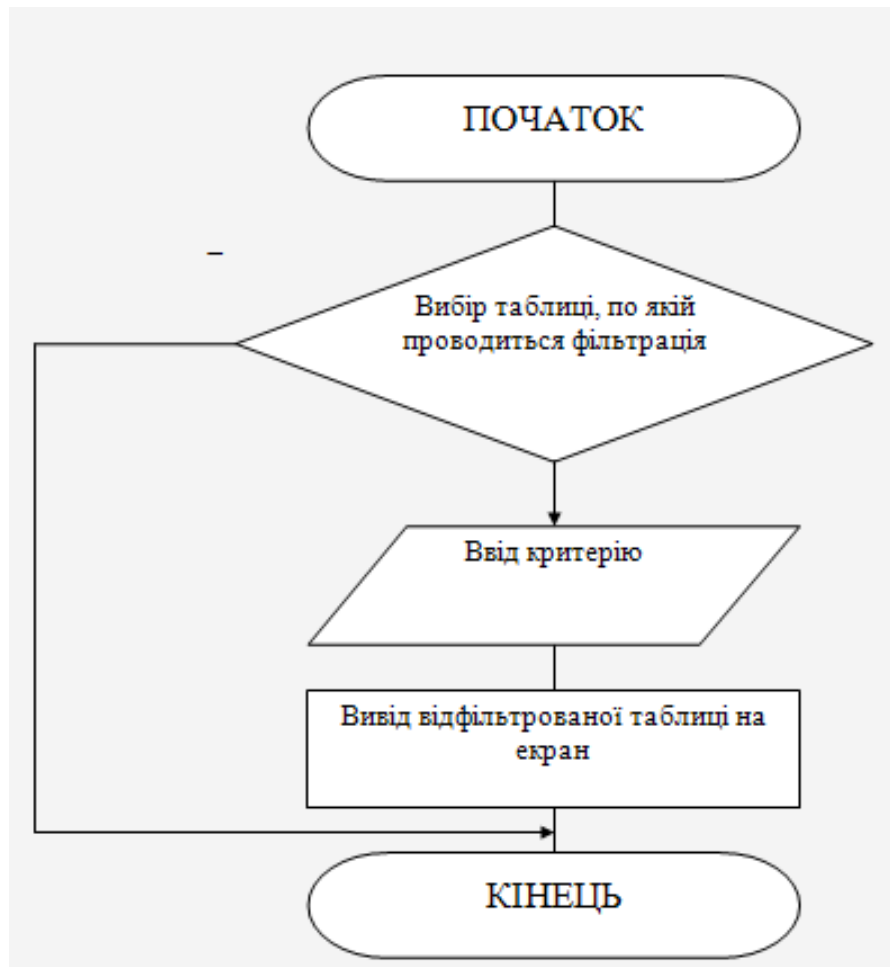 ПОЧАТОК
–
Вибір таблиці, по якій
проводиться фільтрація
Ввід критерію
Вивід відфільтрованої таблиці на
екран
КІНЕЦЬ